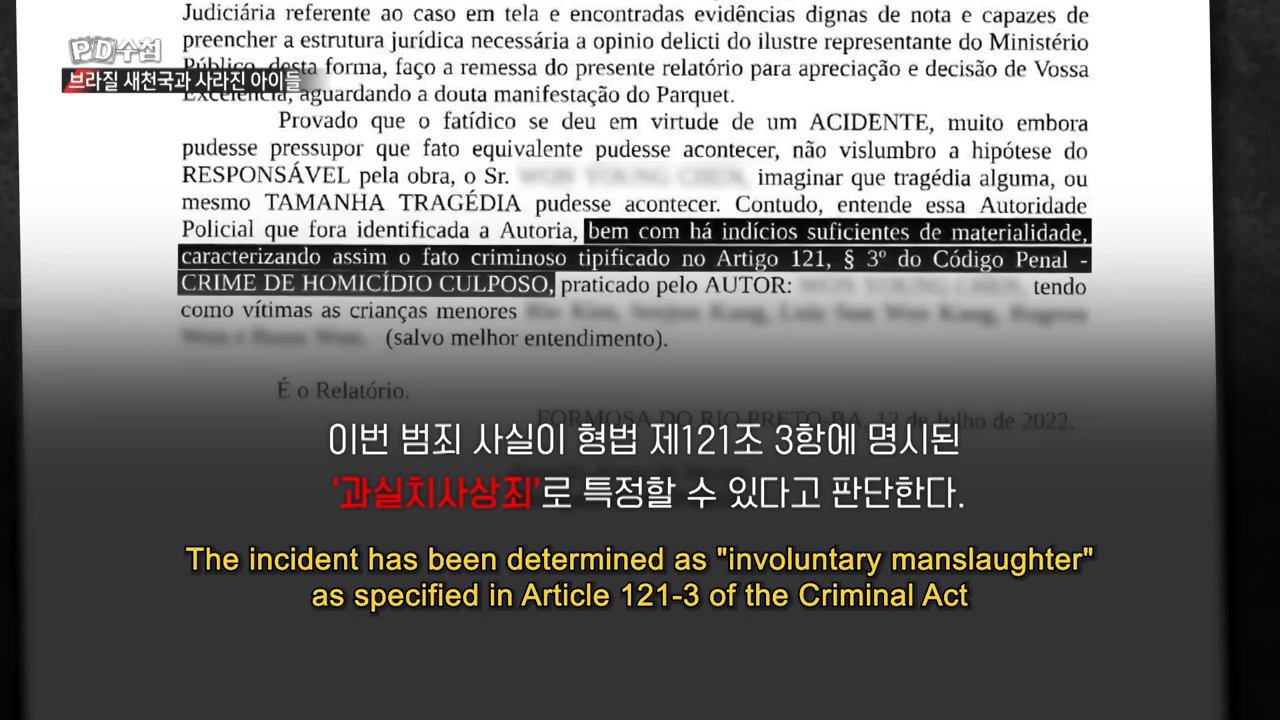 Judiciária referente ao caso em tela e encontradas evidências dignas de nota e capazes de
PD수첩
preencher a estrutura jurídica necessária a opinio delicti do ilustre representante do Ministério
Público, desta forma, faço a remessa do presente relatório para apreciação e decisão de Vossa
브라질 새천국과 사라진 아이들
Excelência, aguardando a douta manifestação do Parquet.
Provado que o fatídico se deu em virtude de um ACIDENTE, muito embora
pudesse pressupor que fato equivalente pudesse acontecer, não vislumbro a hipótese do
RESPONSÁVEL pela obra, o Sr. imaginar que tragédia alguma, ou
mesmo TAMANHA TRAGÉDIA pudesse acontecer. Contudo, entende essa Autoridade
Policial que fora identificada a Autoria, bem com há indícios suficientes de materialidade,
caracterizando assim o fato criminoso tipificado no Artigo 121, § 3º do Código Penal -
CRIME DE HOMICÍDIO CULPOSO, praticado pelo AUTOR: tendo
como vítimas as crianças menores
(salvo melhor entendimento).
É o Relatório.
FORMOSA DO RIO PRETO-BA, 12 de Julho de 2022.
이번 범죄 사실이 형법 제121조 3항에 명시된
'과실치사상죄'로 특정할 수 있다고 판단한다.
The incident has been determined as "involuntary manslaughter"
as specified in Article 121-3 of the Criminal Act